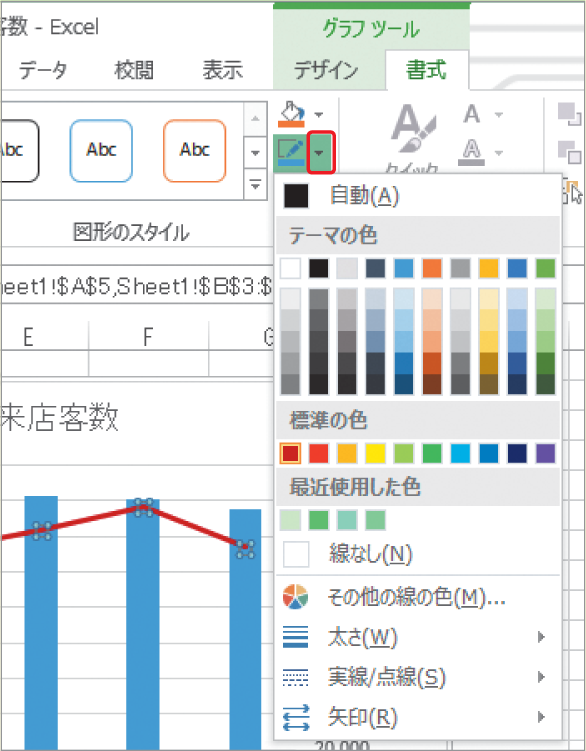 客数 - Excel
グラフ ツール
データ 校閲 表示 デザイン 書式
Abc Abc Abc
A A
クイック
図形のスタイル
自動(A)
テーマの色
heet1!$A$5,Sheet1!$B$3:$
E F G
来店客数
標準の色
最近使用した色
線なし(N)
その他の線の色(M)...
太さ(W)
実線/点線(S)
矢印(R)
20,000